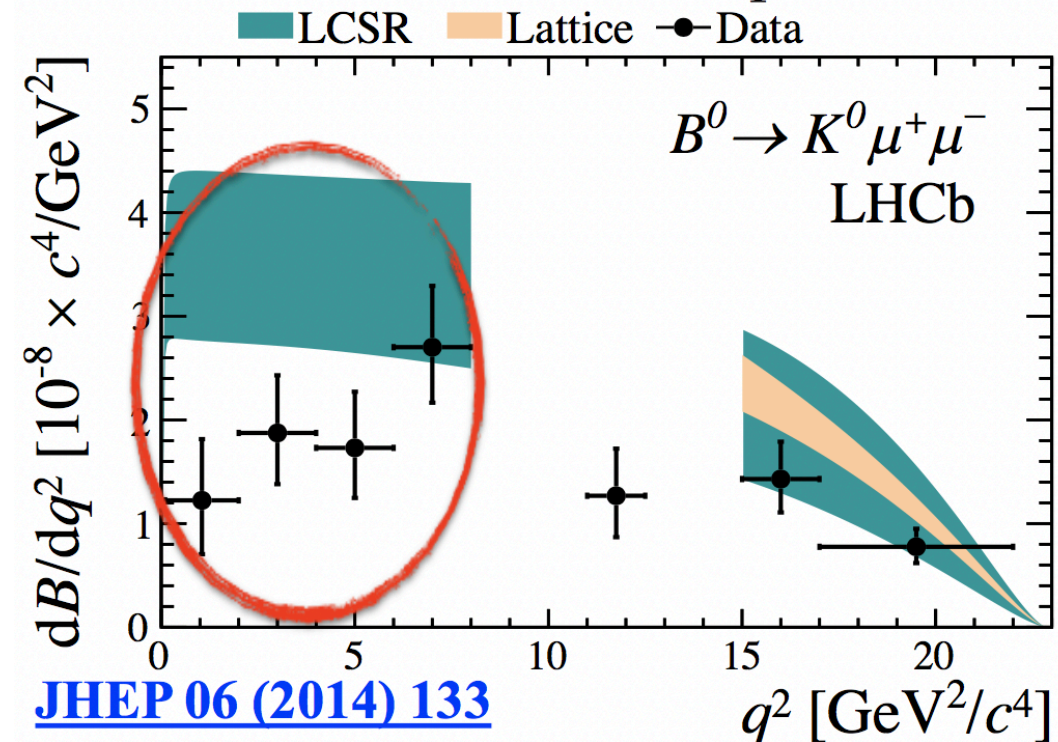 LCSR Lattice Data
dB/dq² [10⁻⁸ × c⁴/GeV²]
5
4
3
2
1
0
B⁰ → K⁰ μ⁺ μ⁻
LHCb
0 5 10 15 20
JHEP 06 (2014) 133
q² [GeV²/c⁴]